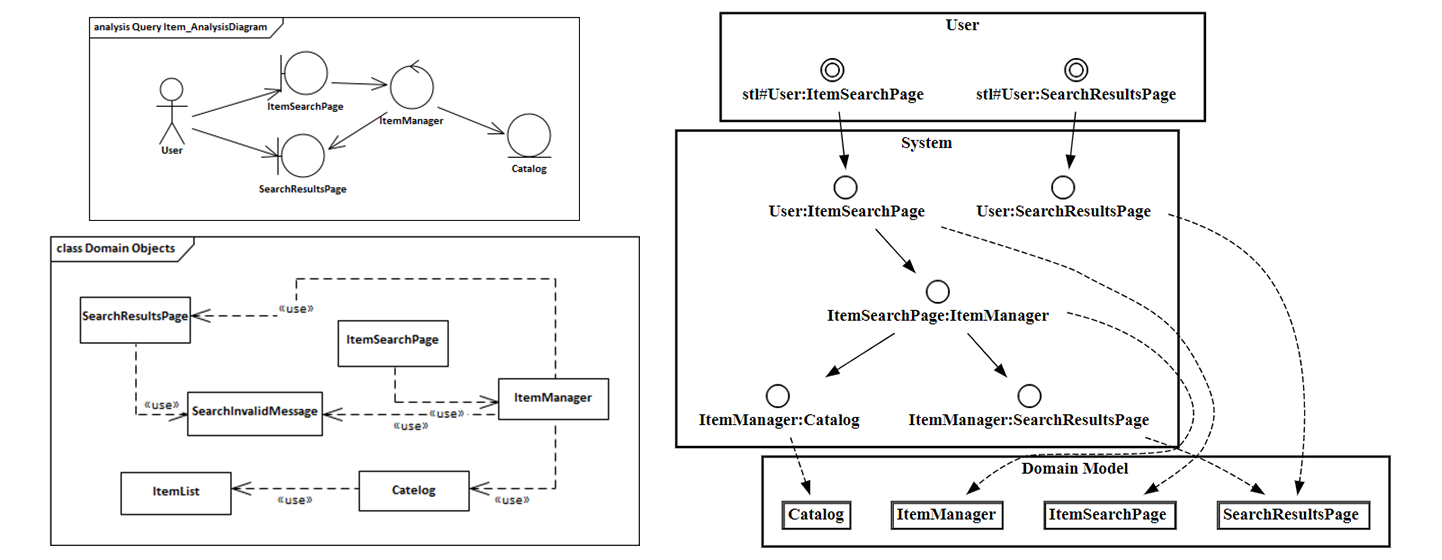 analysis Query Item_AnalysisDiagram
ItemSearchPage
ItemManager
User
Catalog
SearchResultsPage
class Domain Objects
SearchResultsPage
«use»
ItemSearchPage
ItemManager
«use»
SearchInvalidMessage
«use»
«use»
ItemList
«use»
Catelog
«use»
User
stl#User:ItemSearchPage
stl#User:SearchResultsPage
System
User:ItemSearchPage
User:SearchResultsPage
ItemSearchPage:ItemManager
ItemManager:Catalog
ItemManager:SearchResultsPage
Domain Model
Catalog
ItemManager
ItemSearchPage
SearchResultsPage